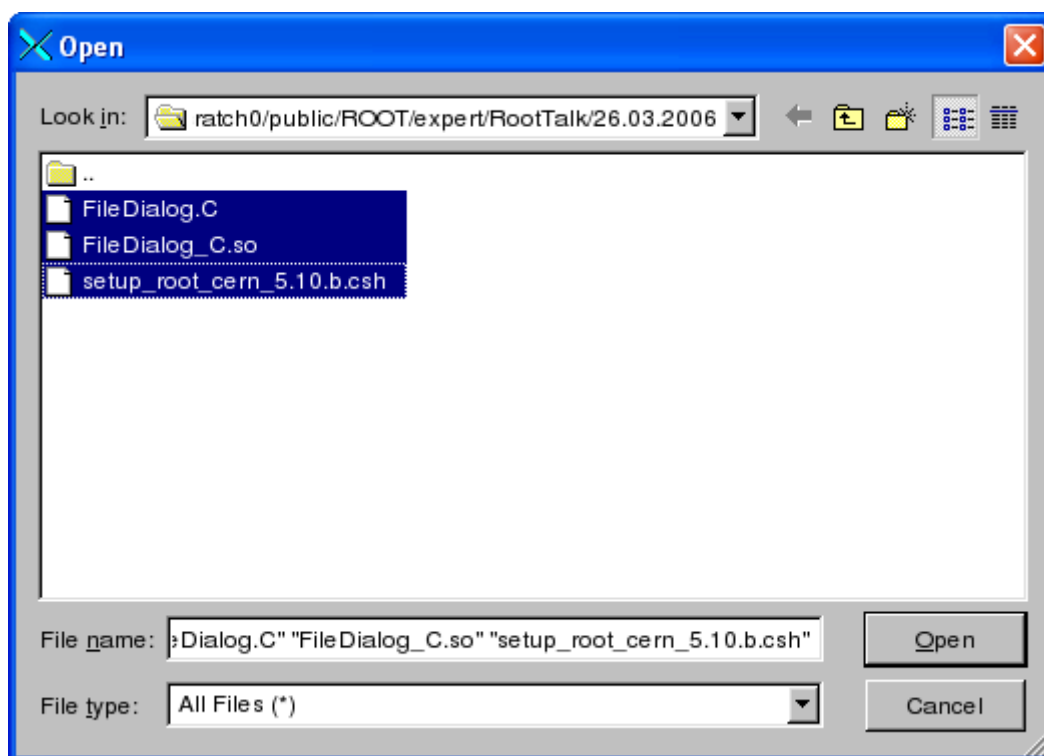 Open
Look in: ratch0/public/ROOT/expert/RootTalk/26.03.2006
..
FileDialog.C
FileDialog_C.so
setup_root_cern_5.10.b.csh
File name: eDialog.C" "FileDialog_C.so" "setup_root_cern_5.10.b.csh" Open
File type: All Files (*) Cancel